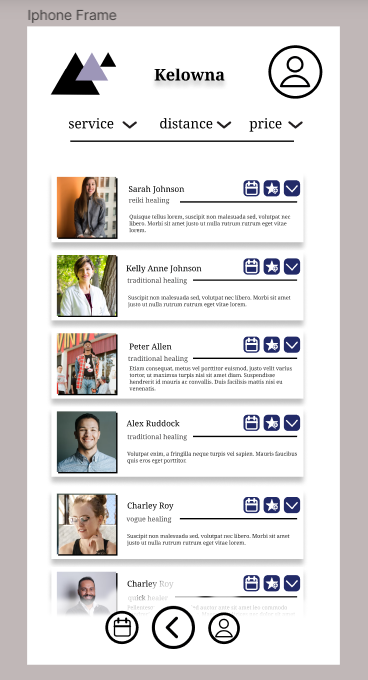 Iphone Frame
Kelowna
service distance price
Sarah Johnson
reiki healing
Quisque tellus lorem, suscipit non malesuada sed, volutpat nec
libero. Morbi sit amet justo ut nulla rutrum rutrum eget vitae
lorem.
Kelly Anne Johnson
traditional healing
Suscipit non malesuada sed, volutpat nec libero. Morbi sit amet
justo ut nulla rutrum rutrum eget vitae lorem.
VIN
Peter Allen
traditional healing
Etiam consequat, metus vel porttitor euismod, justo velit varius
tortor, ut maximus turpis nisi sit amet diam. Suspendisse
hendrerit id mauris ac convallis. Duis facilisis mattis nisi eu
venenatis.
Alex Ruddock
traditional healing
Volutpat enim, a fringilla neque turpis vel sapien. Mauris faucibus
quis eros eget porttitor.
Charley Roy
vogue healing
Suscipit non malesuada sed, volutpat nec libero. Morbi sit amet
justo ut nulla rutrum rutrum eget vitae lorem.
Charley Roy
quick healer